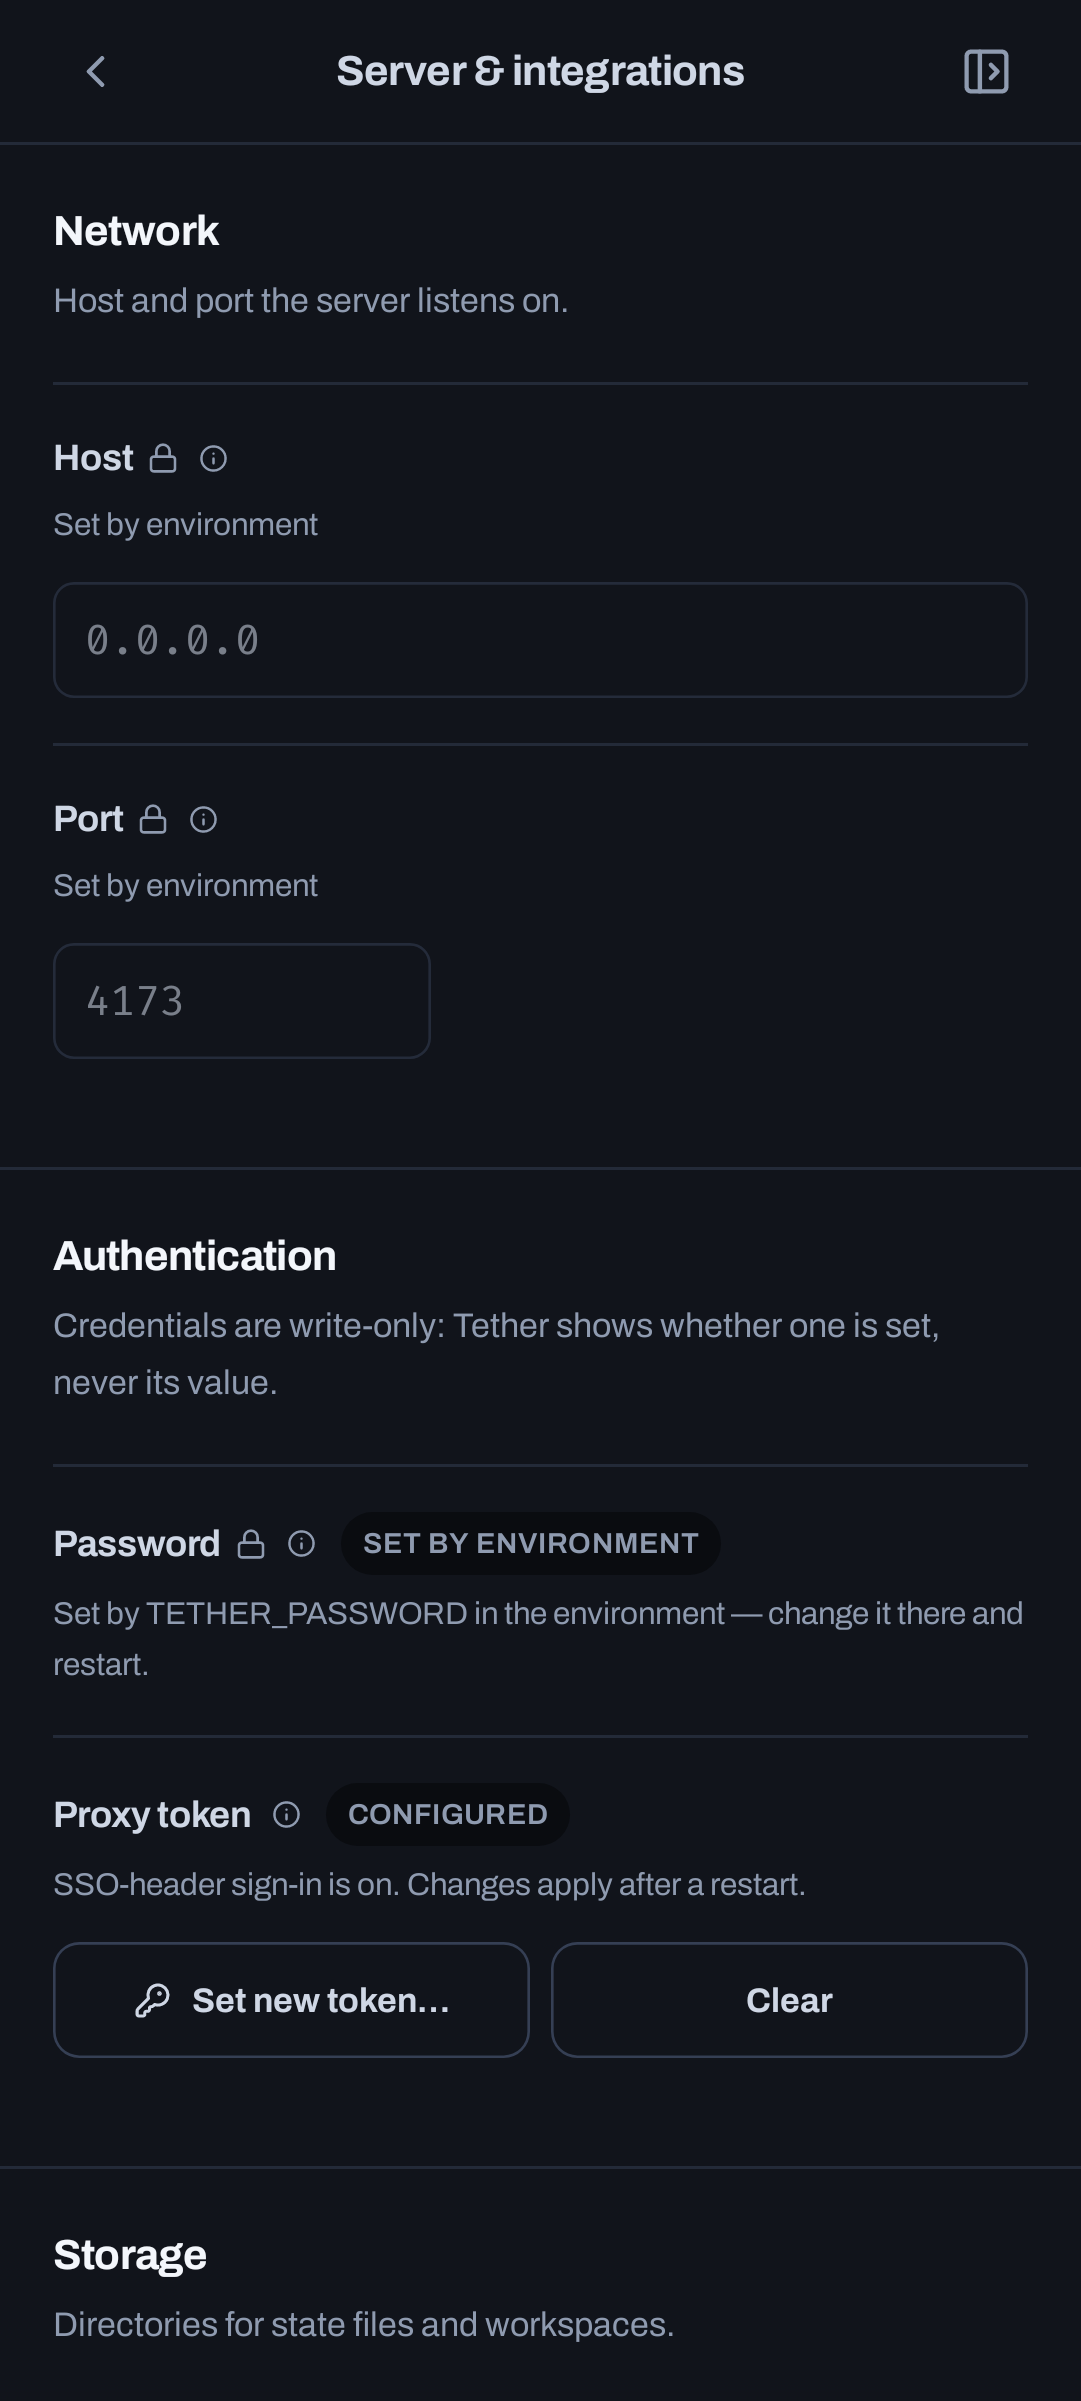 Server & integrations
Network
Host and port the server listens on.
Host
Set by environment
0.0.0.0
Port
Set by environment
4173
Authentication
Credentials are write-only: Tether shows whether one is set,
never its value.
Password SET BY ENVIRONMENT
Set by TETHER_PASSWORD in the environment — change it there and
restart.
Proxy token CONFIGURED
SSO-header sign-in is on. Changes apply after a restart.
Set new token... Clear
Storage
Directories for state files and workspaces.